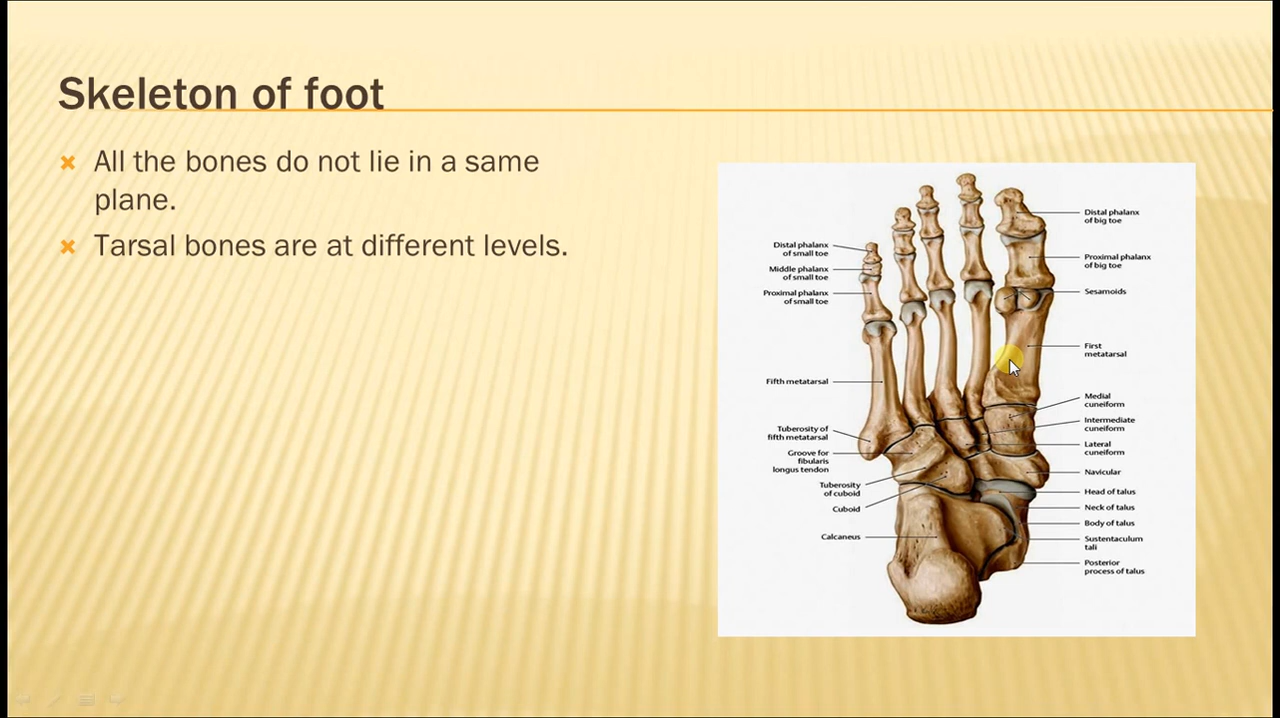 Skeleton of foot
All the bones do not lie in a same
plane.
Tarsal bones are at different levels.
Distal phalanx
of small toe
Middle phalanx
of small toe
Proximal phalanx
of small toe
Fifth metatarsal
Tuberosity of
fifth metatarsal
Groove for
fibularis
longus tendon
Tuberosity
of cuboid
Cuboid
Calcaneus
Distal phalanx
of big toe
Proximal phalanx
of big toe
Sesamoids
First
metatarsal
Medial
cuneiform
Intermediate
cuneiform
Lateral
cuneiform
Navicular
Head of talus
Neck of talus
Body of talus
Sustentaculum
tali
Posterior
process of talus